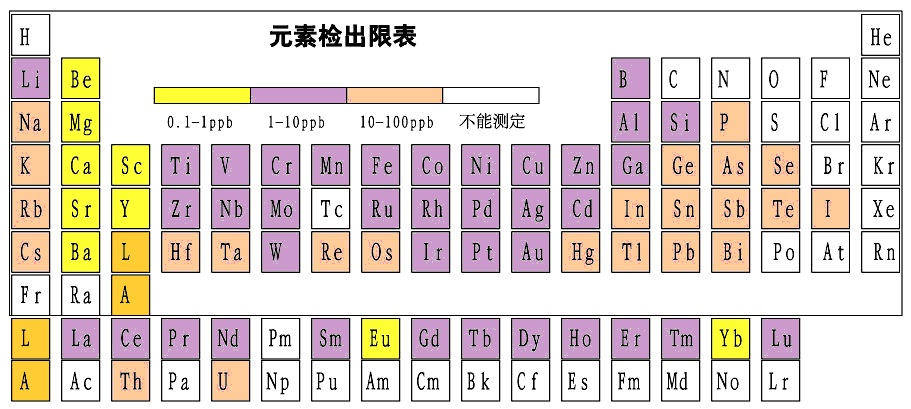 元素检出限表
H He
Li Be B C N O F Ne
0.1-1ppb 1-10ppb 10-100ppb 不能测定
Na Mg Al Si P S Cl Ar
K Ca Sc Ti V Cr Mn Fe Co Ni Cu Zn Ga Ge As Se Br Kr
Rb Sr Y Zr Nb Mo Tc Ru Rh Pd Ag Cd In Sn Sb Te I Xe
Cs Ba L Hf Ta W Re Os Ir Pt Au Hg Tl Pb Bi Po At Rn
Fr Ra A
L La Ce Pr Nd Pm Sm Eu Gd Tb Dy Ho Er Tm Yb Lu
A Ac Th Pa U Np Pu Am Cm Bk Cf Es Fm Md No Lr